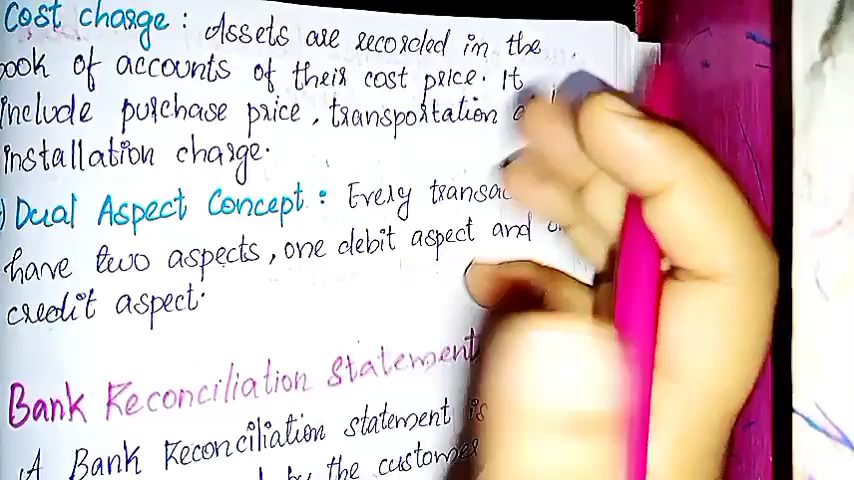 Cost charge : Assets are recorded in the
book of accounts of their cost price. It
include purchase price, transportation
installation charge.
) Dual Aspect Concept : Every
have two aspects, one debit aspect and
credit aspect.
Bank Reconciliation Statement
A Bank Reconciliation statement is
by the customer